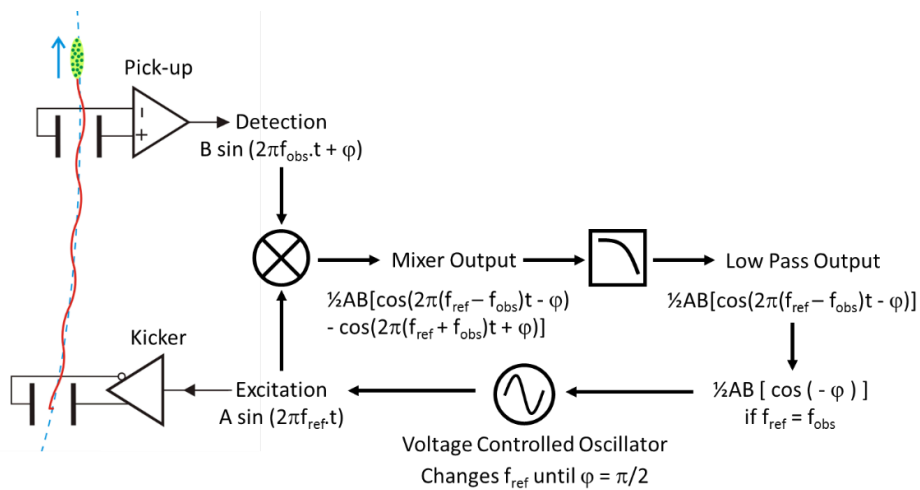 Pick-up
-
+
Detection
B sin (2πf_obs.t + φ)
Mixer Output
½AB[cos(2π(f_ref – f_obs)t - φ)
- cos(2π(f_ref + f_obs)t + φ)]
Low Pass Output
½AB[cos(2π(f_ref – f_obs)t - φ)]
Kicker
Excitation
A sin (2πf_ref.t)
Voltage Controlled Oscillator
Changes f_ref until φ = π/2
½AB [ cos ( - φ ) ]
if f_ref = f_obs